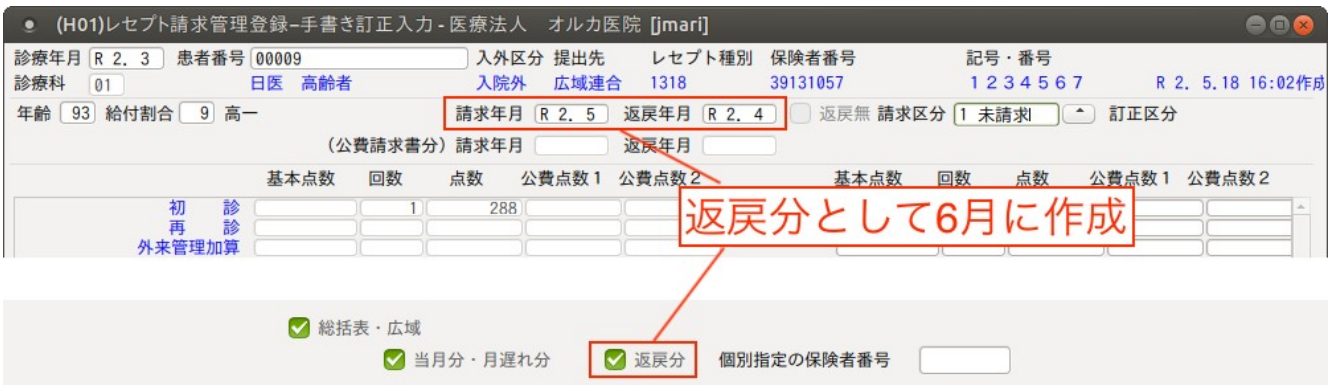 (H01)レセプト請求管理登録−手書き訂正入力 - 医療法人　オルカ医院 [jmari]
診療年月 R 2. 3 患者番号 00009 入外区分 提出先 レセプト種別 保険者番号 記号・番号
診療科 01 日医 高齢者 入院外 広域連合 1318 39131057 1234567 R 2. 5.18 16:02作成
年齢 93 給付割合 9 高一 請求年月 R 2. 5 返戻年月 R 2. 4 返戻無 請求区分 1 未請求 訂正区分
(公費請求書分) 請求年月 返戻年月
基本点数 回数 点数 公費点数1 公費点数2 基本点数 回数 点数 公費点数1 公費点数2
初 診 1 288
再 診
外来管理加算
返戻分として6月に作成
総括表・広域
当月分・月遅れ分 返戻分 個別指定の保険者番号